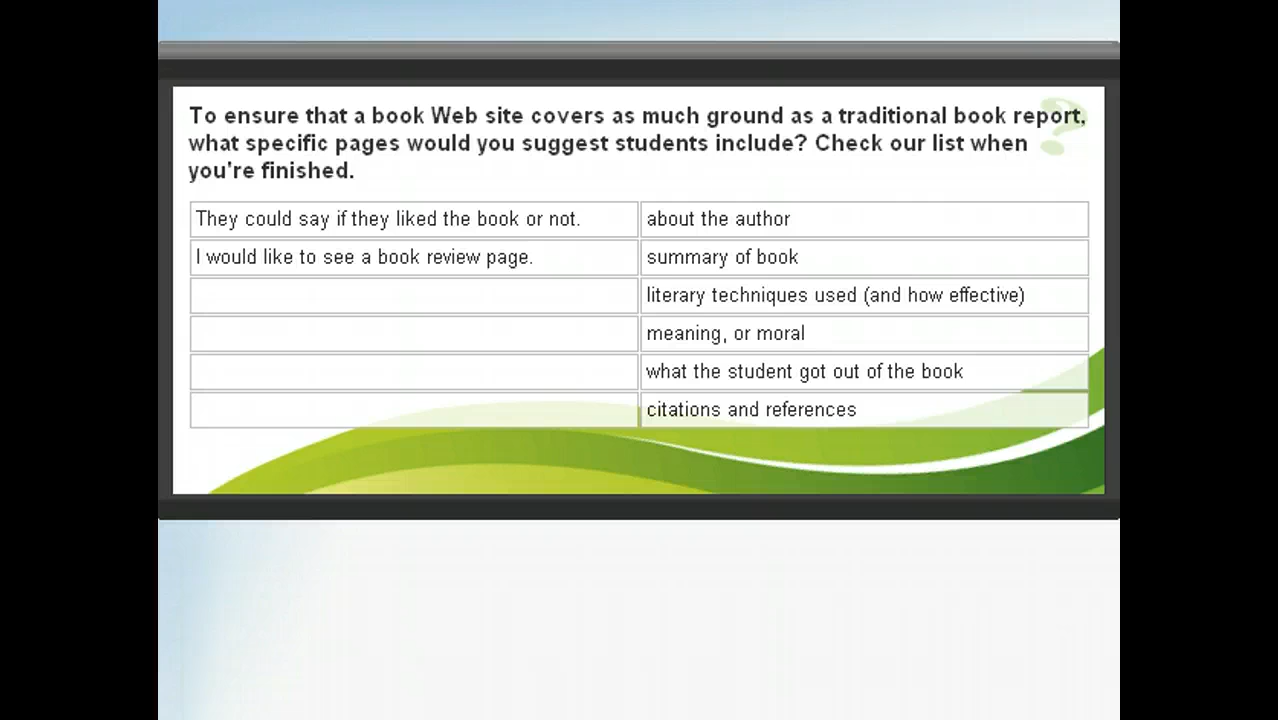 To ensure that a book Web site covers as much ground as a traditional book report,
what specific pages would you suggest students include? Check our list when
you're finished.
They could say if they liked the book or not.
about the author
I would like to see a book review page.
summary of book
literary techniques used (and how effective)
meaning, or moral
what the student got out of the book
citations and references